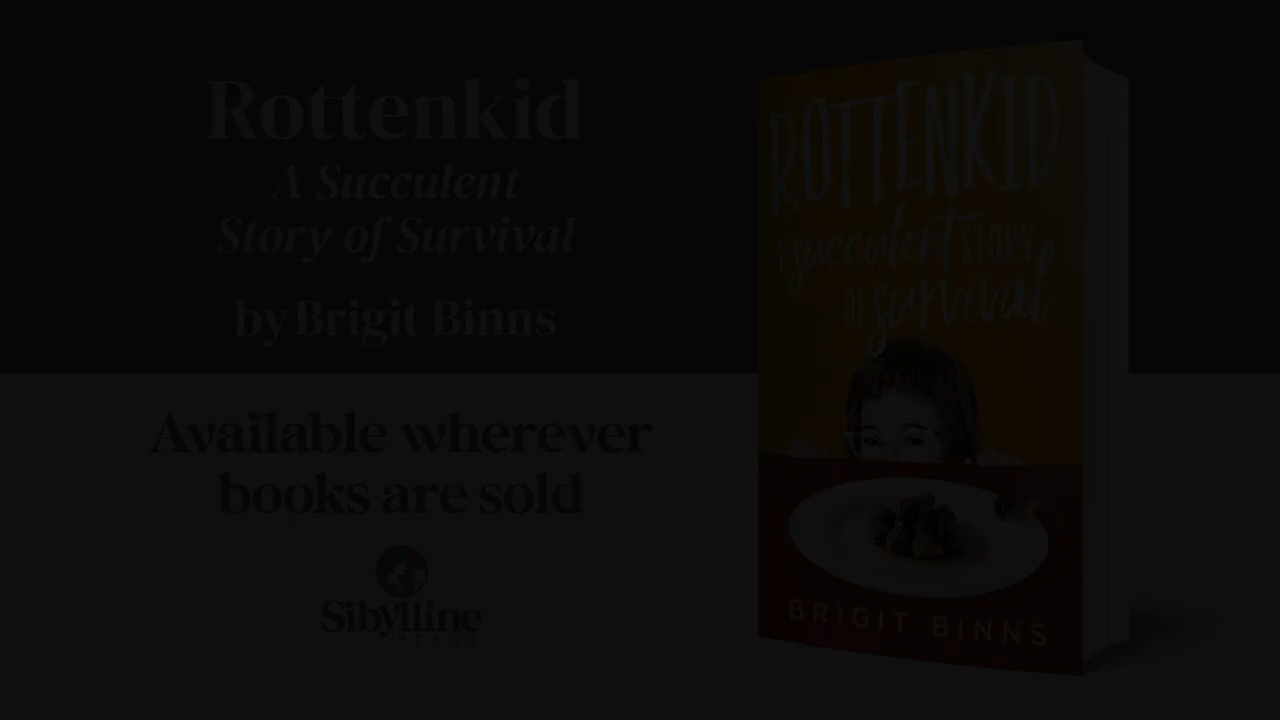 Rottenkid
A Succulent
Story of Survival
by Brigit Binns
Available wherever
books are sold
Sibylline
PRESS
ROTTENKID
A succulent STORY
OF survival
BRIGIT BINNS